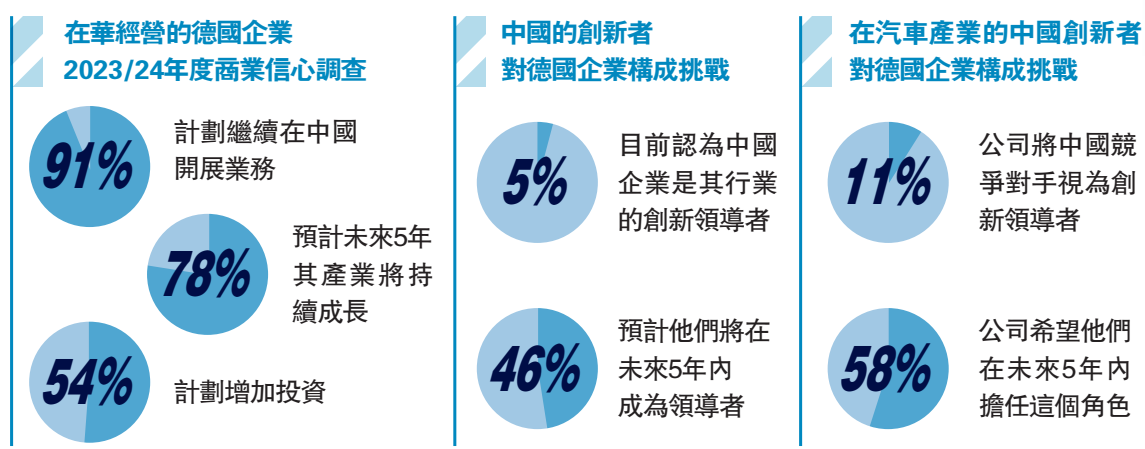 在華經營的德國企業
2023/24年度商業信心調查
91%
計劃繼續在中國
開展業務
78%
預計未來5年
其產業將持
續成長
54%
計劃增加投資
中國的創新者
對德國企業構成挑戰
5%
目前認為中國
企業是其行業
的創新領導者
46%
預計他們將在
未來5年內
成為領導者
在汽車產業的中國創新者
對德國企業構成挑戰
11%
公司將中國競
爭對手視為創
新領導者
58%
公司希望他們
在未來5年內
擔任這個角色